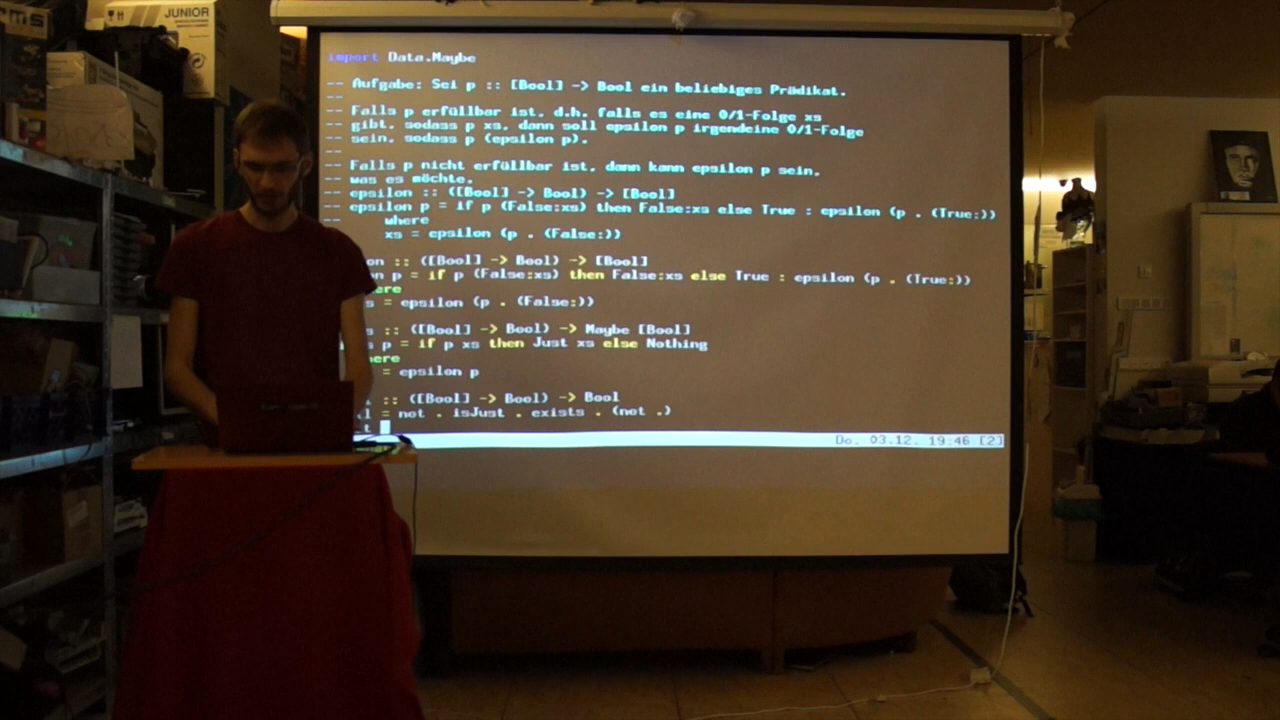 JUNIOR
import Data.Maybe
-- Aufgabe: Sei p :: [Bool] -> Bool ein beliebiges Prädikat.
--
-- Falls p erfüllbar ist, d.h. falls es eine 0/1-Folge xs
-- gibt, sodass p xs, dann soll epsilon p irgendeine 0/1-Folge
-- sein, sodass p (epsilon p).
--
-- Falls p nicht erfüllbar ist, dann kann epsilon p sein,
-- was es möchte.
-- epsilon :: ([Bool] -> Bool) -> [Bool]
-- epsilon p = if p (False:xs) then False:xs else True : epsilon (p . (True:))
-- where
xs = epsilon (p . (False:))
on :: ([Bool] -> Bool) -> [Bool]
n p = if p (False:xs) then False:xs else True : epsilon (p . (True:))
ere
s = epsilon (p . (False:))
s :: ([Bool] -> Bool) -> Maybe [Bool]
s p = if p xs then Just xs else Nothing
ere
= epsilon p
:: ([Bool] -> Bool) -> Bool
l = not . isJust . exists . (not .)
t
Do. 03.12. 19:46 [2]